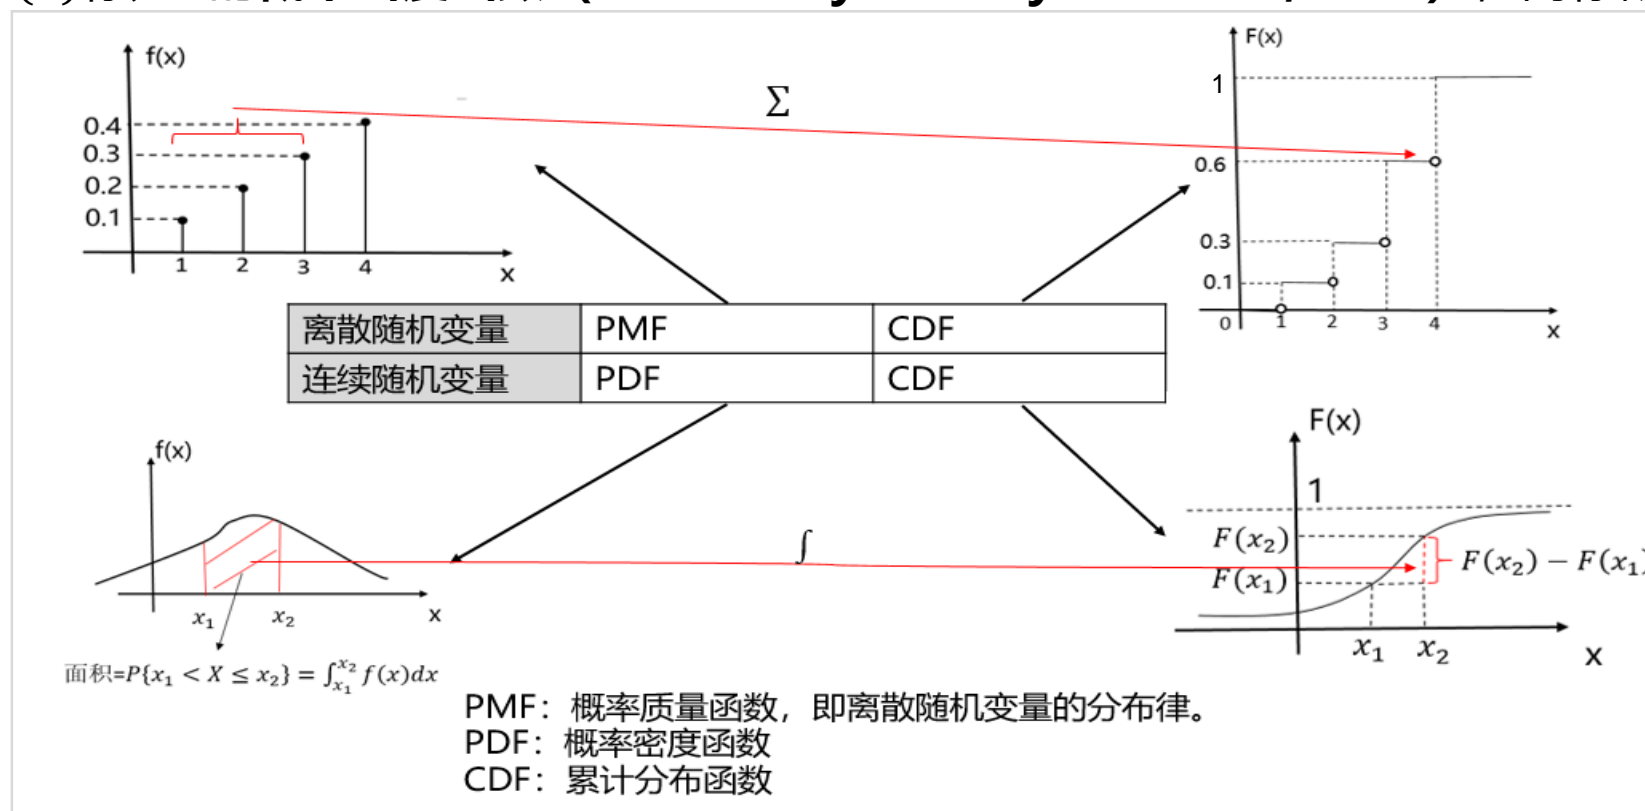 f(x)
0.4
0.3
0.2
0.1
1 2 3 4
x
Σ
F(x)
1
0.6
0.3
0.1
0 1 2 3 4
x
离散随机变量 PMF CDF
连续随机变量 PDF CDF
f(x)
x₁ x₂
x
面积=P{x₁ < X ≤ x₂} = ∫ₓ₁ˣ² f(x)dx
∫
F(x)
1
F(x₂)
F(x₁)
F(x₂) − F(x₁)
x₁ x₂
x
PMF：概率质量函数，即离散随机变量的分布律。
PDF：概率密度函数
CDF：累计分布函数